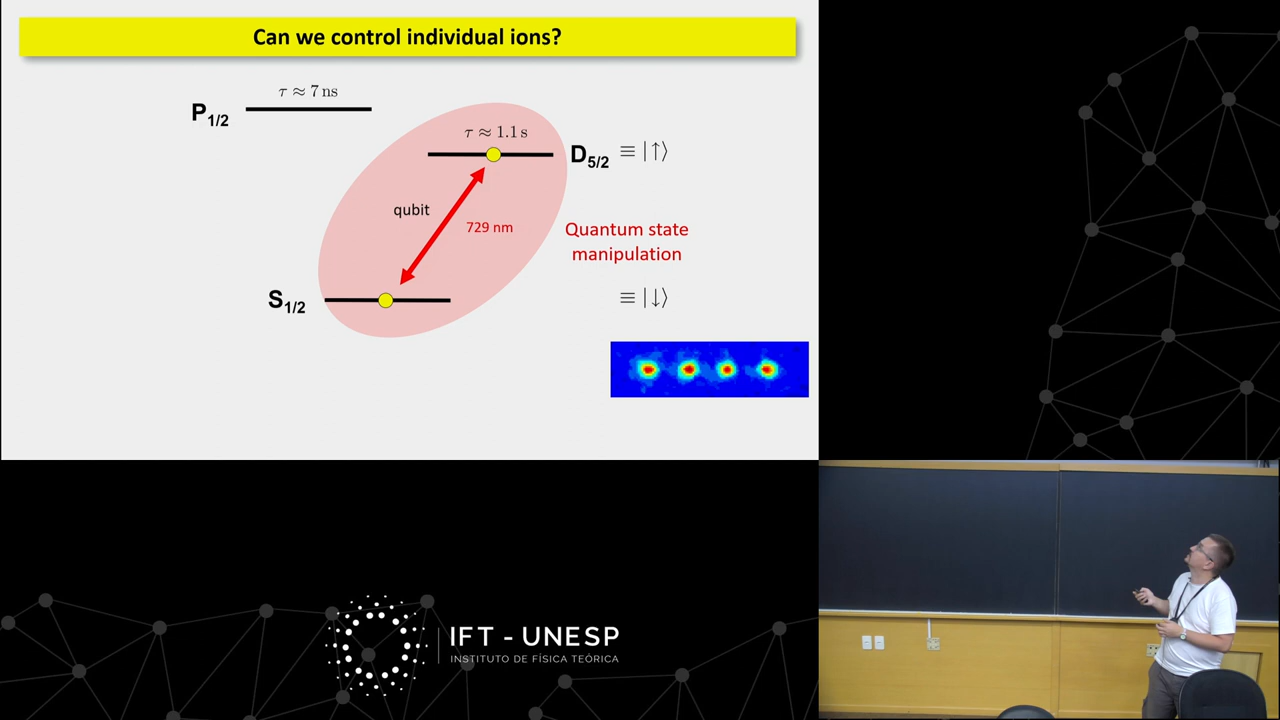 Can we control individual ions?
τ ≈ 7 ns
P1/2
τ ≈ 1.1 s
D5/2 ≡ |↑⟩
qubit
729 nm
Quantum state
manipulation
S1/2
≡ |↓⟩
IFT - UNESP
INSTITUTO DE FÍSICA TEÓRICA